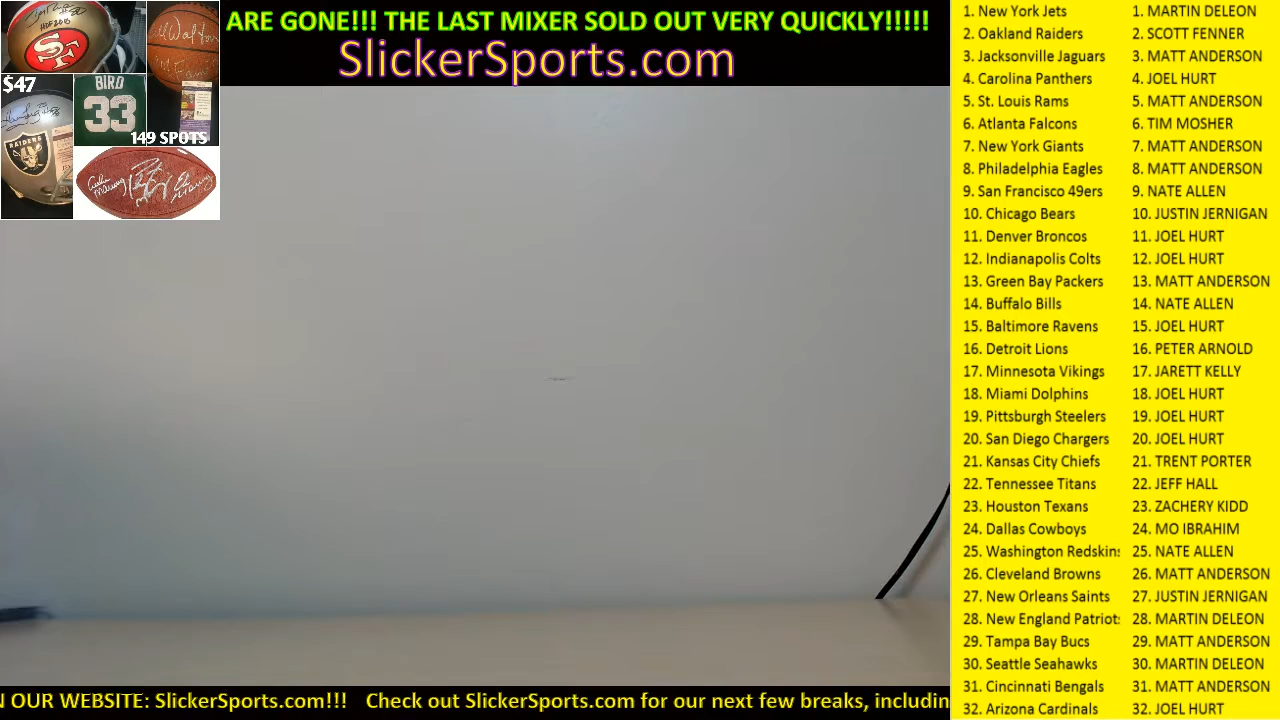 ARE GONE!!! THE LAST MIXER SOLD OUT VERY QUICKLY!!!!!
SlickerSports.com
$47
BIRD
33
149 SPOTS
RAIDERS
SF
1. New York Jets 1. MARTIN DELEON
2. Oakland Raiders 2. SCOTT FENNER
3. Jacksonville Jaguars 3. MATT ANDERSON
4. Carolina Panthers 4. JOEL HURT
5. St. Louis Rams 5. MATT ANDERSON
6. Atlanta Falcons 6. TIM MOSHER
7. New York Giants 7. MATT ANDERSON
8. Philadelphia Eagles 8. MATT ANDERSON
9. San Francisco 49ers 9. NATE ALLEN
10. Chicago Bears 10. JUSTIN JERNIGAN
11. Denver Broncos 11. JOEL HURT
12. Indianapolis Colts 12. JOEL HURT
13. Green Bay Packers 13. MATT ANDERSON
14. Buffalo Bills 14. NATE ALLEN
15. Baltimore Ravens 15. JOEL HURT
16. Detroit Lions 16. PETER ARNOLD
17. Minnesota Vikings 17. JARETT KELLY
18. Miami Dolphins 18. JOEL HURT
19. Pittsburgh Steelers 19. JOEL HURT
20. San Diego Chargers 20. JOEL HURT
21. Kansas City Chiefs 21. TRENT PORTER
22. Tennessee Titans 22. JEFF HALL
23. Houston Texans 23. ZACHERY KIDD
24. Dallas Cowboys 24. MO IBRAHIM
25. Washington Redskins 25. NATE ALLEN
26. Cleveland Browns 26. MATT ANDERSON
27. New Orleans Saints 27. JUSTIN JERNIGAN
28. New England Patriots 28. MARTIN DELEON
29. Tampa Bay Bucs 29. MATT ANDERSON
30. Seattle Seahawks 30. MARTIN DELEON
31. Cincinnati Bengals 31. MATT ANDERSON
32. Arizona Cardinals 32. JOEL HURT
N OUR WEBSITE: SlickerSports.com!!! Check out SlickerSports.com for our next few breaks, includin